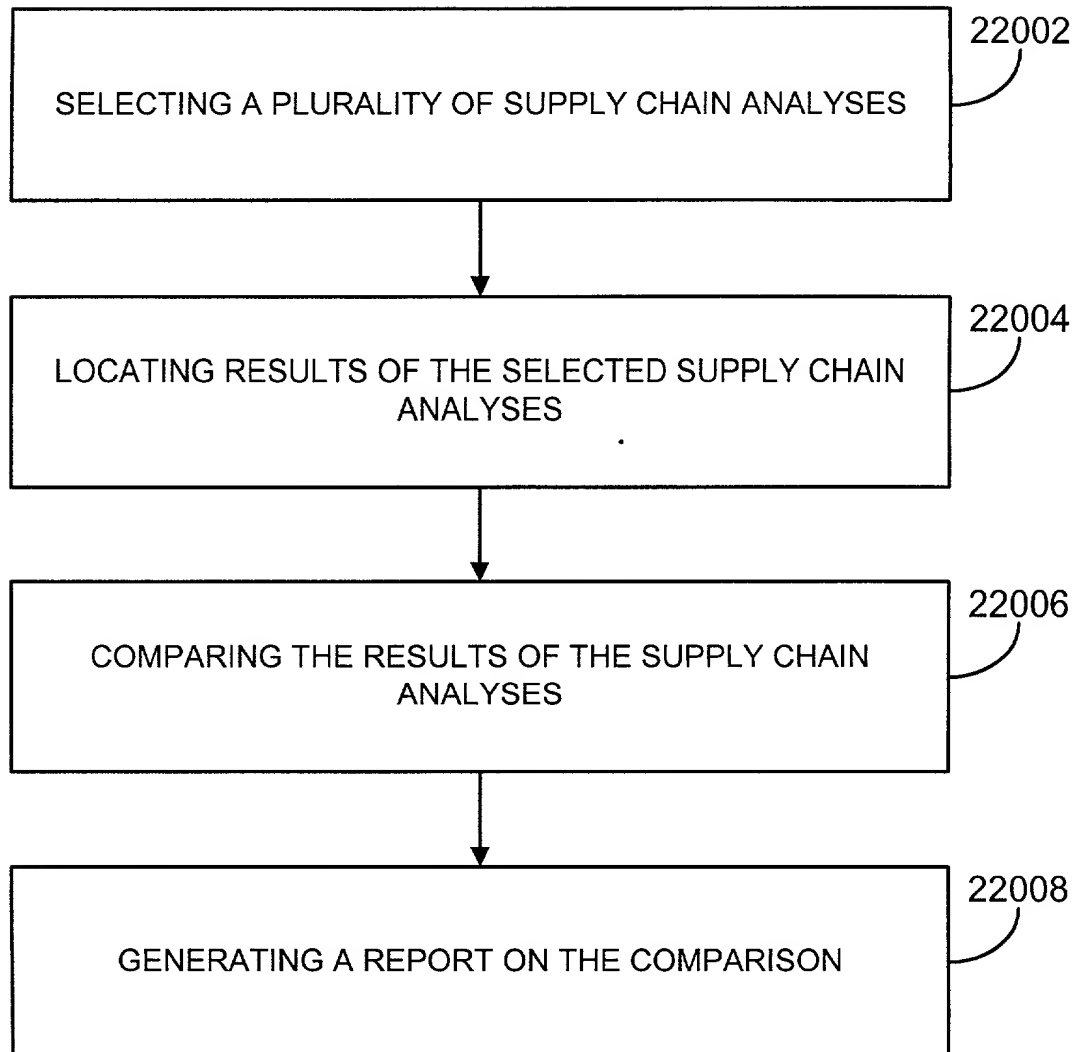 22002
SELECTING A PLURALITY OF SUPPLY CHAIN ANALYSES
22004
LOCATING RESULTS OF THE SELECTED SUPPLY CHAIN
ANALYSES
22006
COMPARING THE RESULTS OF THE SUPPLY CHAIN
ANALYSES
22008
GENERATING A REPORT ON THE COMPARISON